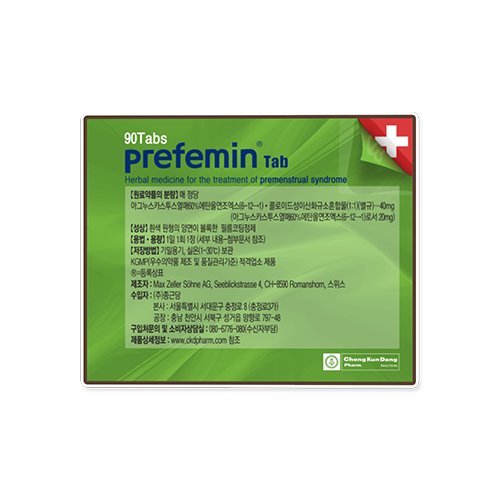 90Tabs
prefemin® Tab
Herbal medicine for the treatment of premenstrual syndrome
【원료약품의 분량】 매 정당
아그누스카스투스열매60%에탄올연조엑스(6~12→1)·콜로이드성이산화규소혼합물(1:1)(별규)····40mg
(아그누스카스투스열매60%에탄올연조엑스(6~12→1)로서 20mg)
【성상】 흰색 원형의 양면이 볼록한 필름코팅정제
【용법·용량】 1일 1회 1정 (세부 내용-첨부문서 참조)
【저장방법】 기밀용기, 실온(1~30℃) 보관
KGMP(우수의약품 제조 및 품질관리기준) 적격업소 제품
®=등록상표
제조자 : Max Zeller Söhne AG, Seeblickstrasse 4, CH-8590 Romanshorn, 스위스
수입자 : (주)종근당
본사 : 서울특별시 서대문구 충정로 8 (충정로3가)
공장 : 충남 천안시 서북구 성거읍 망향로 797-48
구입처문의 및 소비자상담실 : 080-6776-080(수신자부담)
제품상세정보 : www.ckdpharm.com 참조
Chong Kun Dang
Pharm.